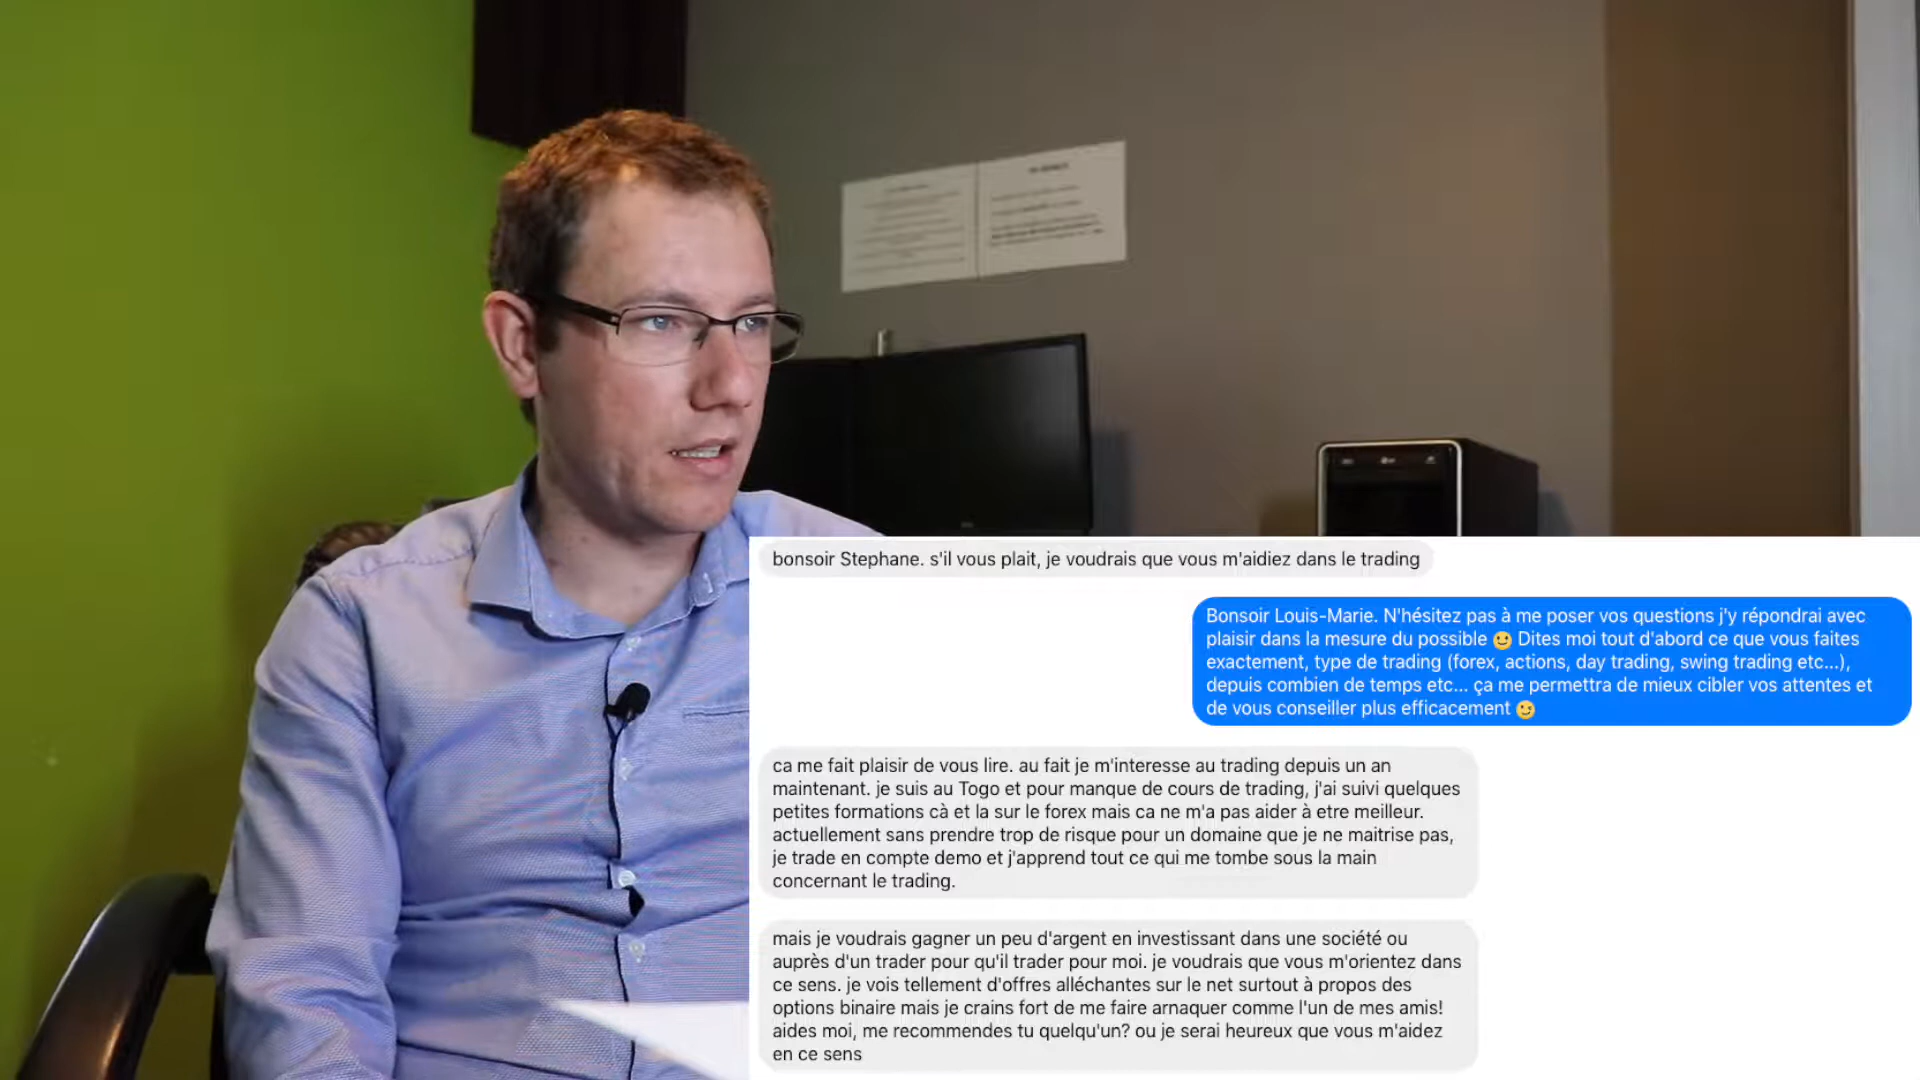 bonsoir Stephane. s'il vous plait, je voudrais que vous m'aidiez dans le trading
Bonsoir Louis-Marie. N'hésitez pas à me poser vos questions j'y répondrai avec
plaisir dans la mesure du possible 🙂 Dites moi tout d'abord ce que vous faites
exactement, type de trading (forex, actions, day trading, swing trading etc...),
depuis combien de temps etc... ça me permettra de mieux cibler vos attentes et
de vous conseiller plus efficacement 😉
ca me fait plaisir de vous lire. au fait je m'interesse au trading depuis un an
maintenant. je suis au Togo et pour manque de cours de trading, j'ai suivi quelques
petites formations cà et la sur le forex mais ca ne m'a pas aider à etre meilleur.
actuellement sans prendre trop de risque pour un domaine que je ne maitrise pas,
je trade en compte demo et j'apprend tout ce qui me tombe sous la main
concernant le trading.
mais je voudrais gagner un peu d'argent en investissant dans une société ou
auprès d'un trader pour qu'il trader pour moi. je voudrais que vous m'orientez dans
ce sens. je vois tellement d'offres alléchantes sur le net surtout à propos des
options binaire mais je crains fort de me faire arnaquer comme l'un de mes amis!
aides moi, me recommendes tu quelqu'un? ou je serai heureux que vous m'aidez
en ce sens